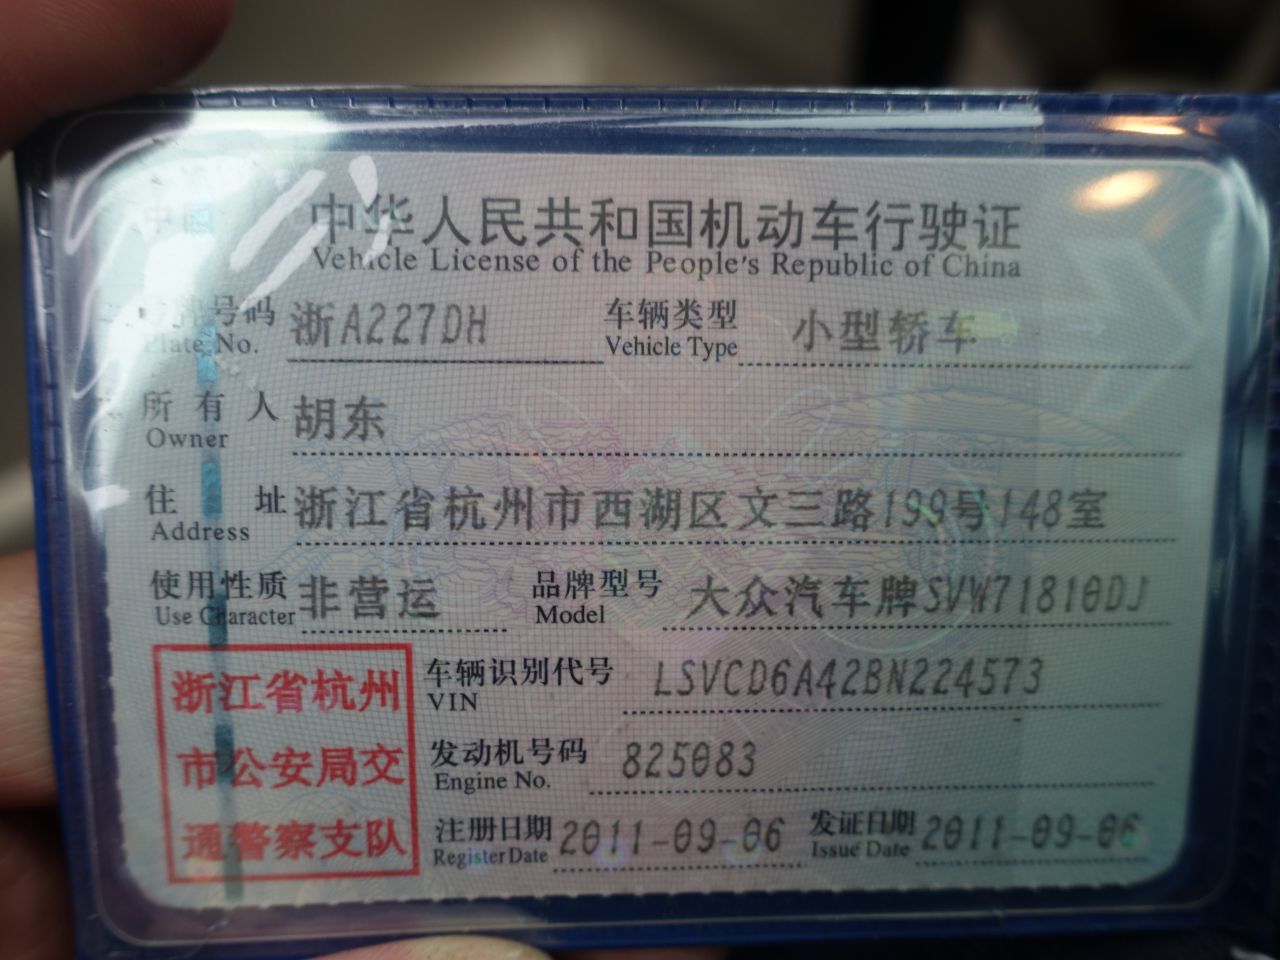 中国
中华人民共和国机动车行驶证
Vehicle License of the People's Republic of China
号牌号码 浙A227DH 车辆类型 小型轿车
Plate No. Vehicle Type
所有人 胡东
Owner
住址 浙江省杭州市西湖区文三路199号148室
Address
使用性质 非营运 品牌型号 大众汽车牌SVW71810DJ
Use Character Model
浙江省杭州
市公安局交
通警察支队
车辆识别代号 LSVCD6A42BN224573
VIN
发动机号码 825083
Engine No.
注册日期 2011-09-06 发证日期 2011-09-06
Register Date Issue Date